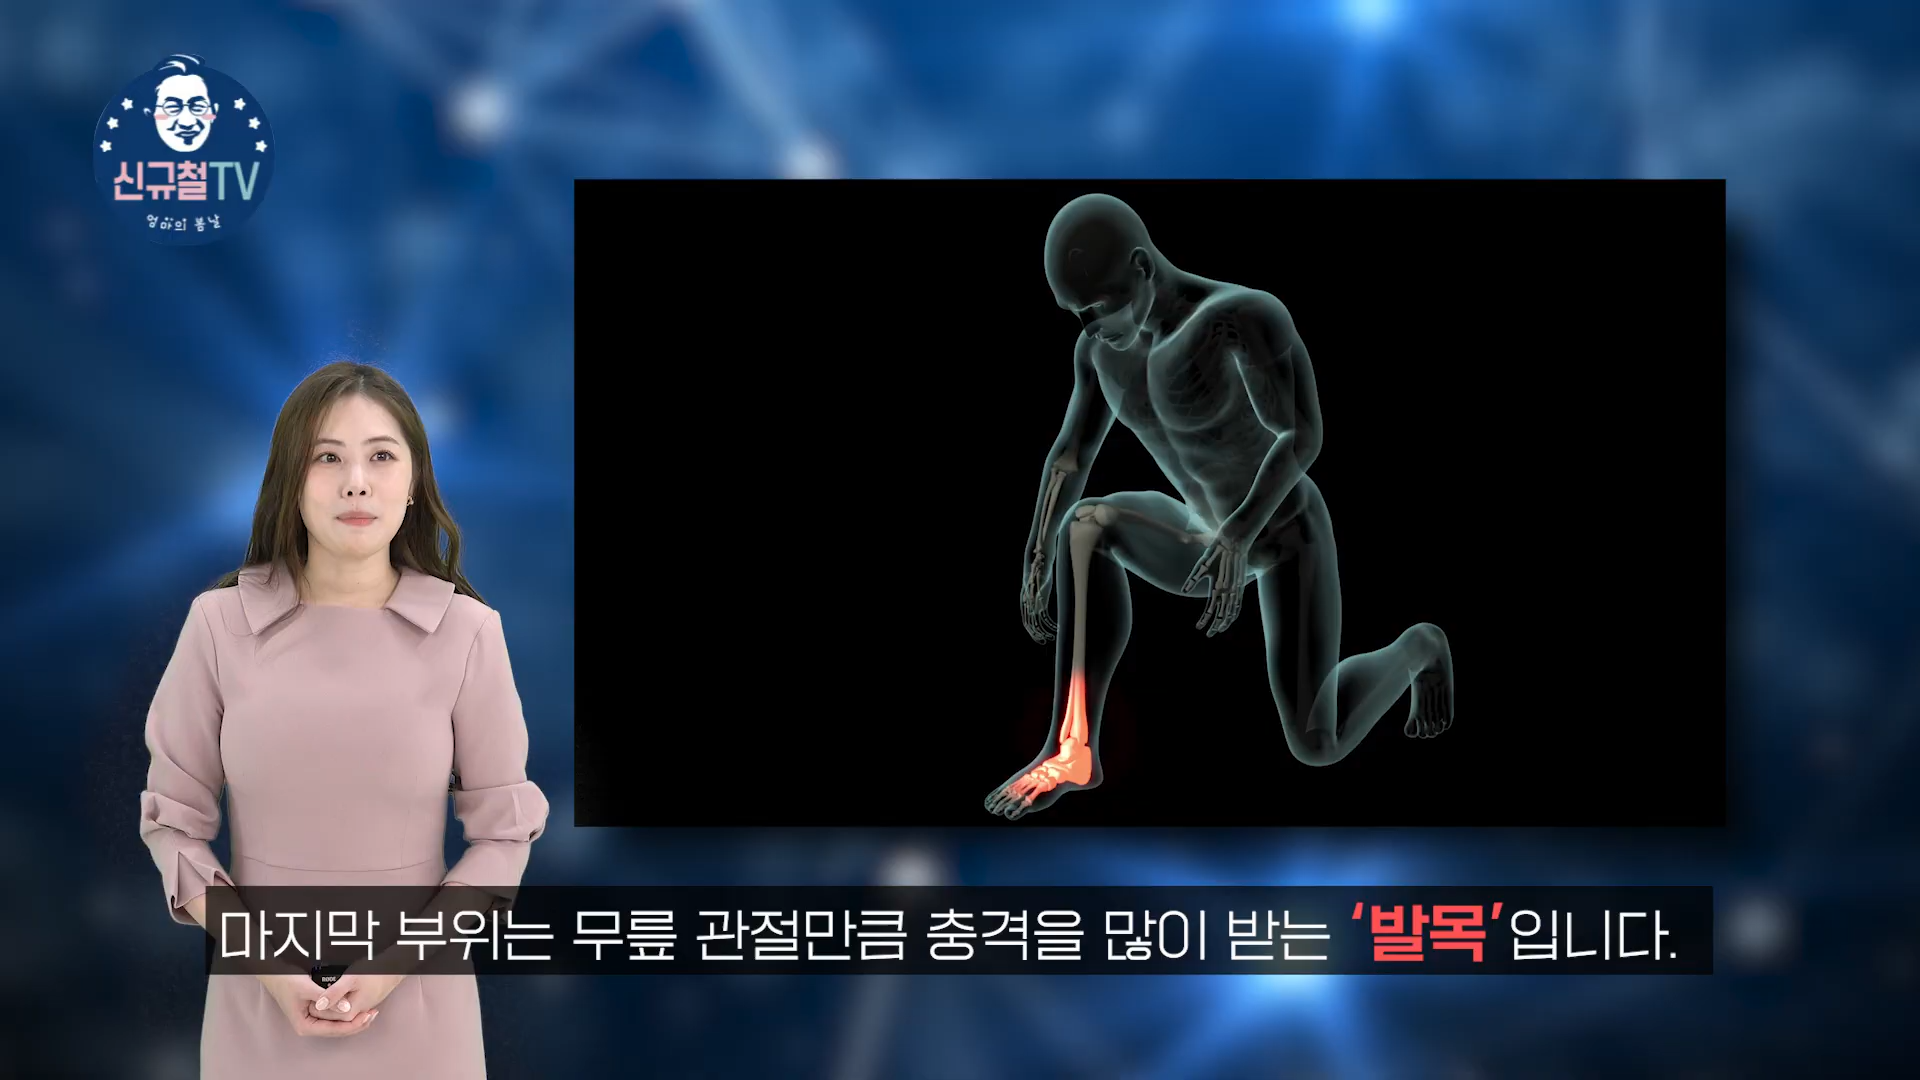 신규철TV
엄마의 봄날
마지막 부위는 무릎 관절만큼 충격을 많이 받는 ‘발목’입니다.
RODE